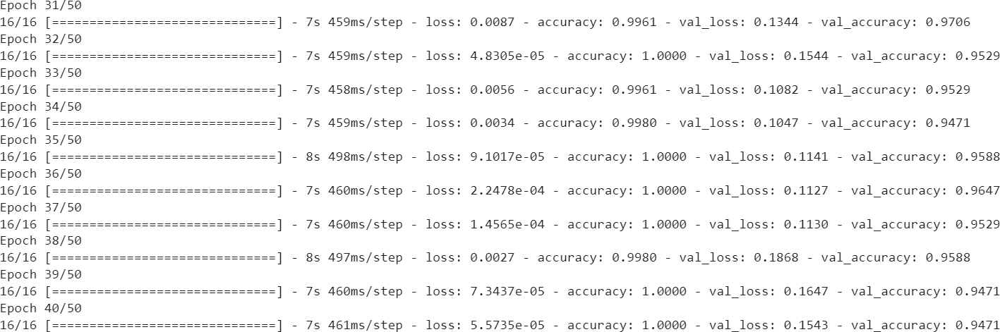 Epoch 31/50
16/16 [==============================] - 7s 459ms/step - loss: 0.0087 - accuracy: 0.9961 - val_loss: 0.1344 - val_accuracy: 0.9706
Epoch 32/50
16/16 [==============================] - 7s 459ms/step - loss: 4.8305e-05 - accuracy: 1.0000 - val_loss: 0.1544 - val_accuracy: 0.9529
Epoch 33/50
16/16 [==============================] - 7s 458ms/step - loss: 0.0056 - accuracy: 0.9961 - val_loss: 0.1082 - val_accuracy: 0.9529
Epoch 34/50
16/16 [==============================] - 7s 459ms/step - loss: 0.0034 - accuracy: 0.9980 - val_loss: 0.1047 - val_accuracy: 0.9471
Epoch 35/50
16/16 [==============================] - 8s 498ms/step - loss: 9.1017e-05 - accuracy: 1.0000 - val_loss: 0.1141 - val_accuracy: 0.9588
Epoch 36/50
16/16 [==============================] - 7s 460ms/step - loss: 2.2478e-04 - accuracy: 1.0000 - val_loss: 0.1127 - val_accuracy: 0.9647
Epoch 37/50
16/16 [==============================] - 7s 460ms/step - loss: 1.4565e-04 - accuracy: 1.0000 - val_loss: 0.1130 - val_accuracy: 0.9529
Epoch 38/50
16/16 [==============================] - 8s 497ms/step - loss: 0.0027 - accuracy: 0.9980 - val_loss: 0.1868 - val_accuracy: 0.9588
Epoch 39/50
16/16 [==============================] - 7s 460ms/step - loss: 7.3437e-05 - accuracy: 1.0000 - val_loss: 0.1647 - val_accuracy: 0.9471
Epoch 40/50
16/16 [==============================] - 7s 461ms/step - loss: 5.5735e-05 - accuracy: 1.0000 - val_loss: 0.1543 - val_accuracy: 0.9471